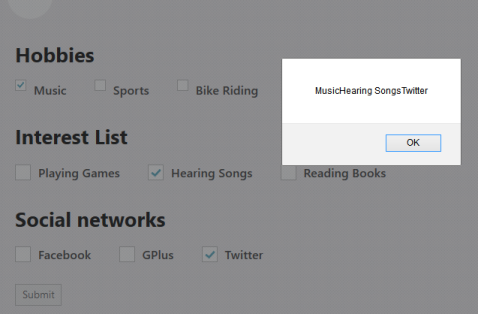 Hobbies
Music Sports Bike Riding
MusicHearing SongsTwitter
OK
Interest List
Playing Games Hearing Songs Reading Books
Social networks
Facebook GPlus Twitter
Submit